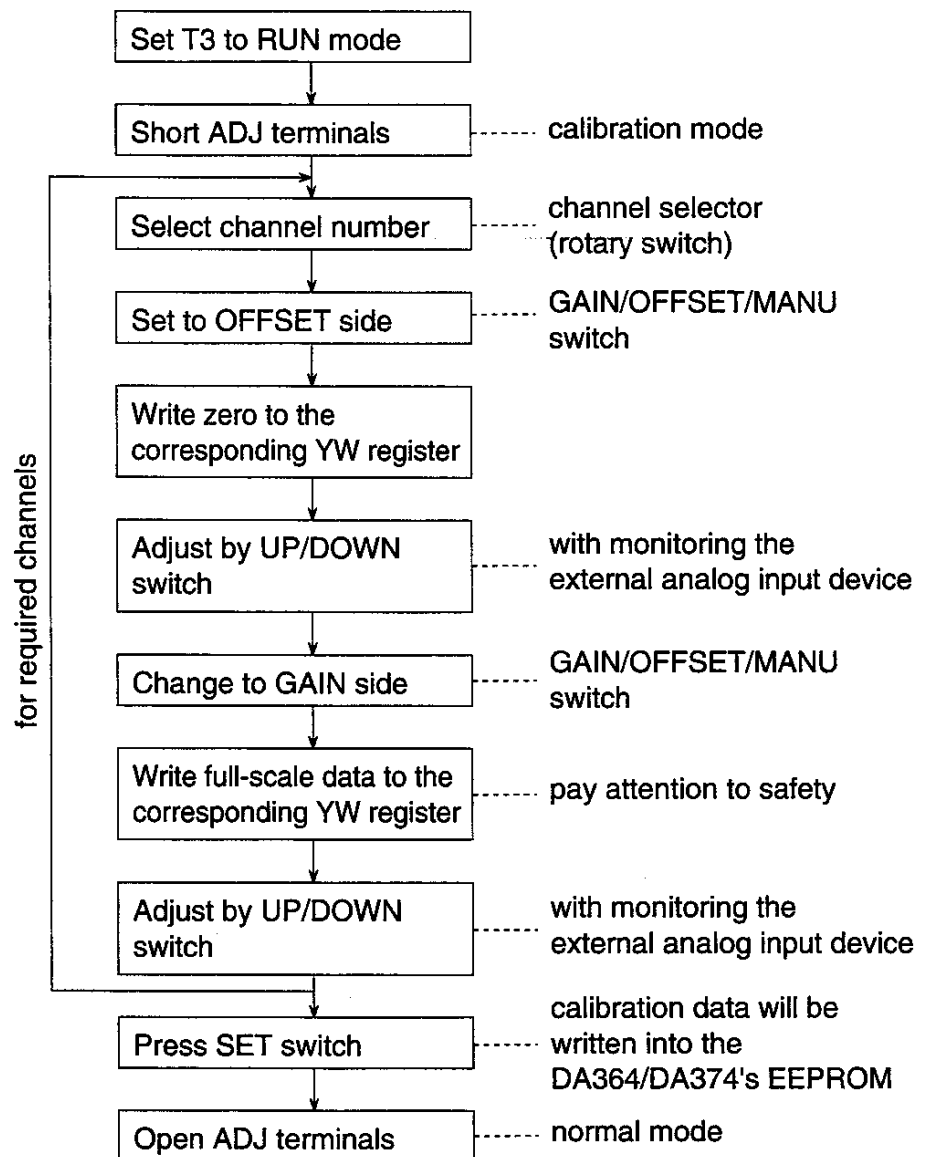 Set T3 to RUN mode
Short ADJ terminals
calibration mode
Select channel number
channel selector
(rotary switch)
Set to OFFSET side
GAIN/OFFSET/MANU
switch
Write zero to the
corresponding YW register
Adjust by UP/DOWN
switch
with monitoring the
external analog input device
Change to GAIN side
GAIN/OFFSET/MANU
switch
Write full-scale data to the
corresponding YW register
pay attention to safety
Adjust by UP/DOWN
switch
with monitoring the
external analog input device
for required channels
Press SET switch
calibration data will be
written into the
DA364/DA374's EEPROM
Open ADJ terminals
normal mode